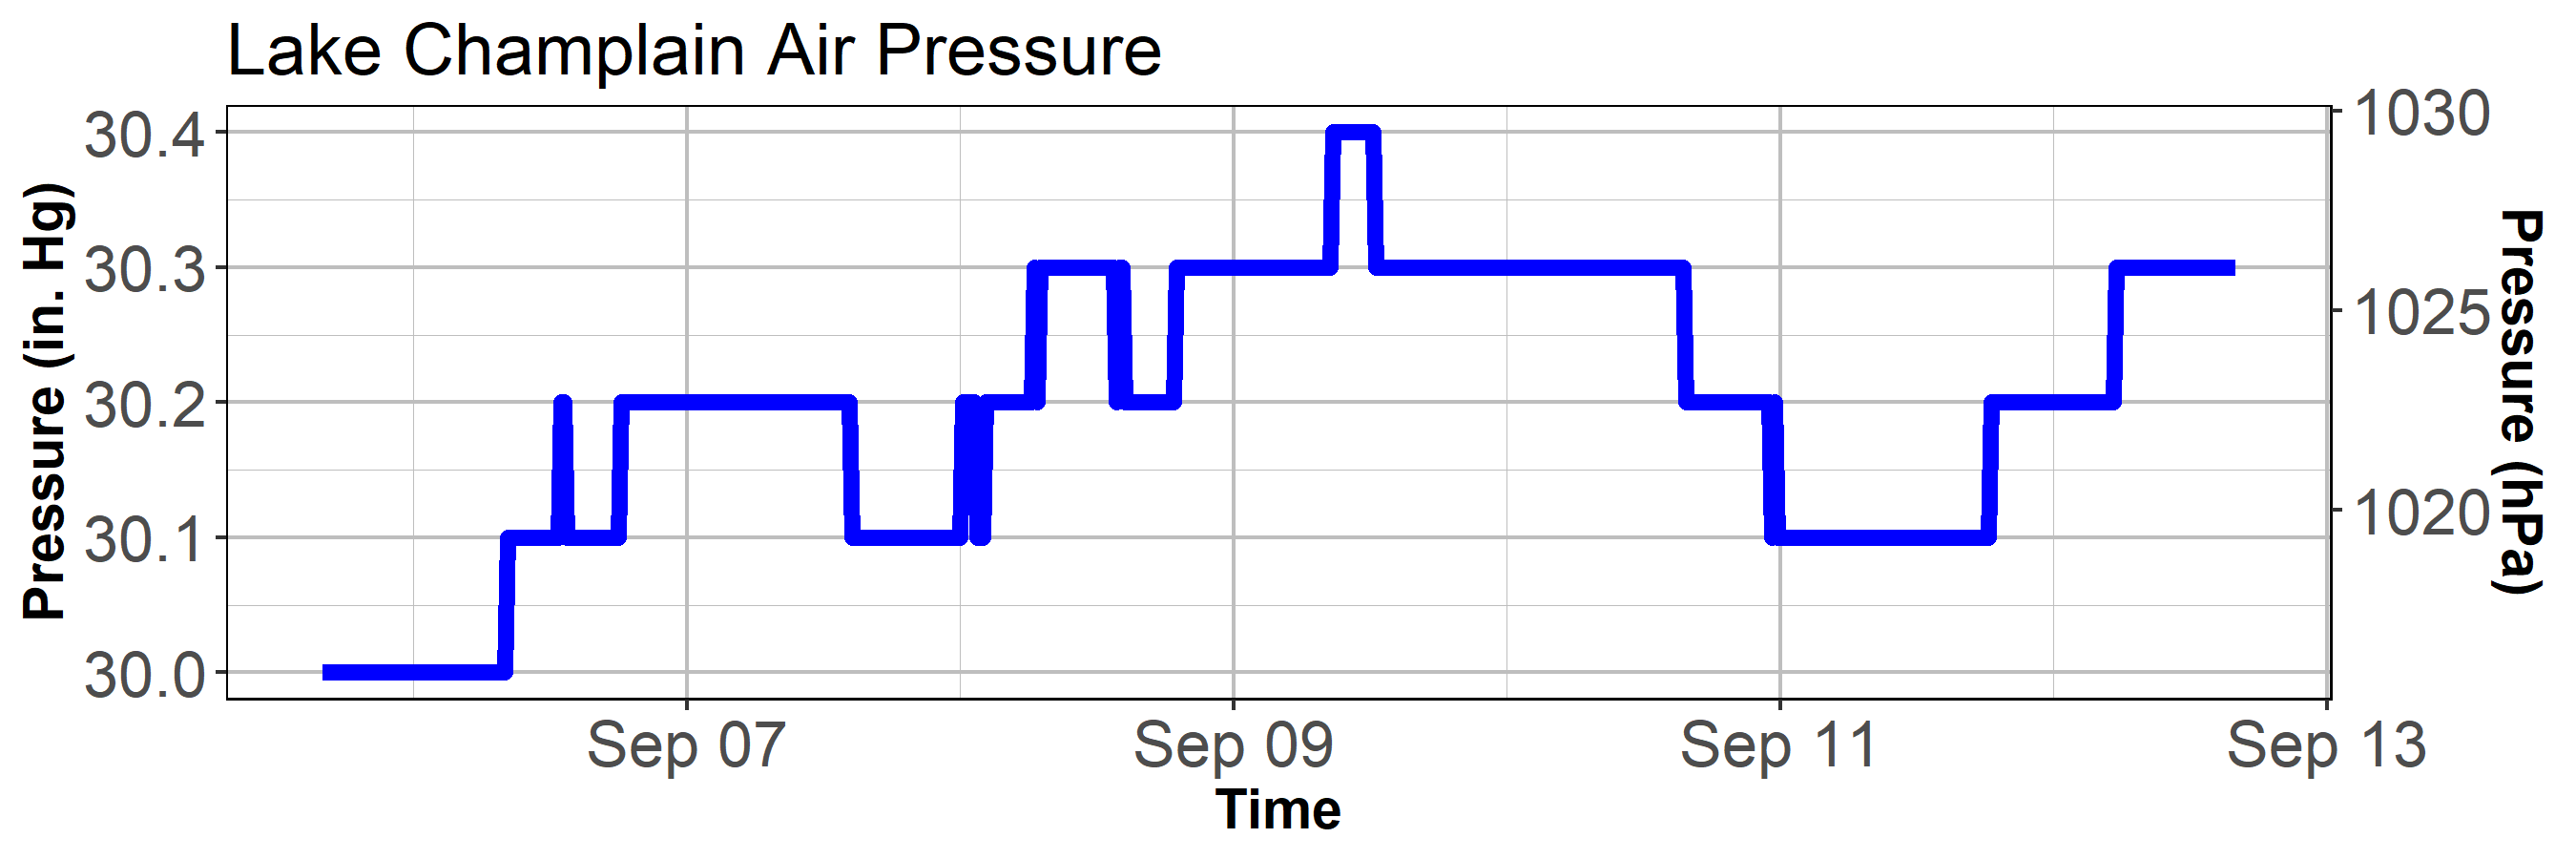 Lake Champlain Air Pressure
30.4
30.3
30.2
30.1
30.0
Pressure (in. Hg)
1030
1025
1020
Pressure (hPa)
Sep 07
Sep 09
Sep 11
Sep 13
Time